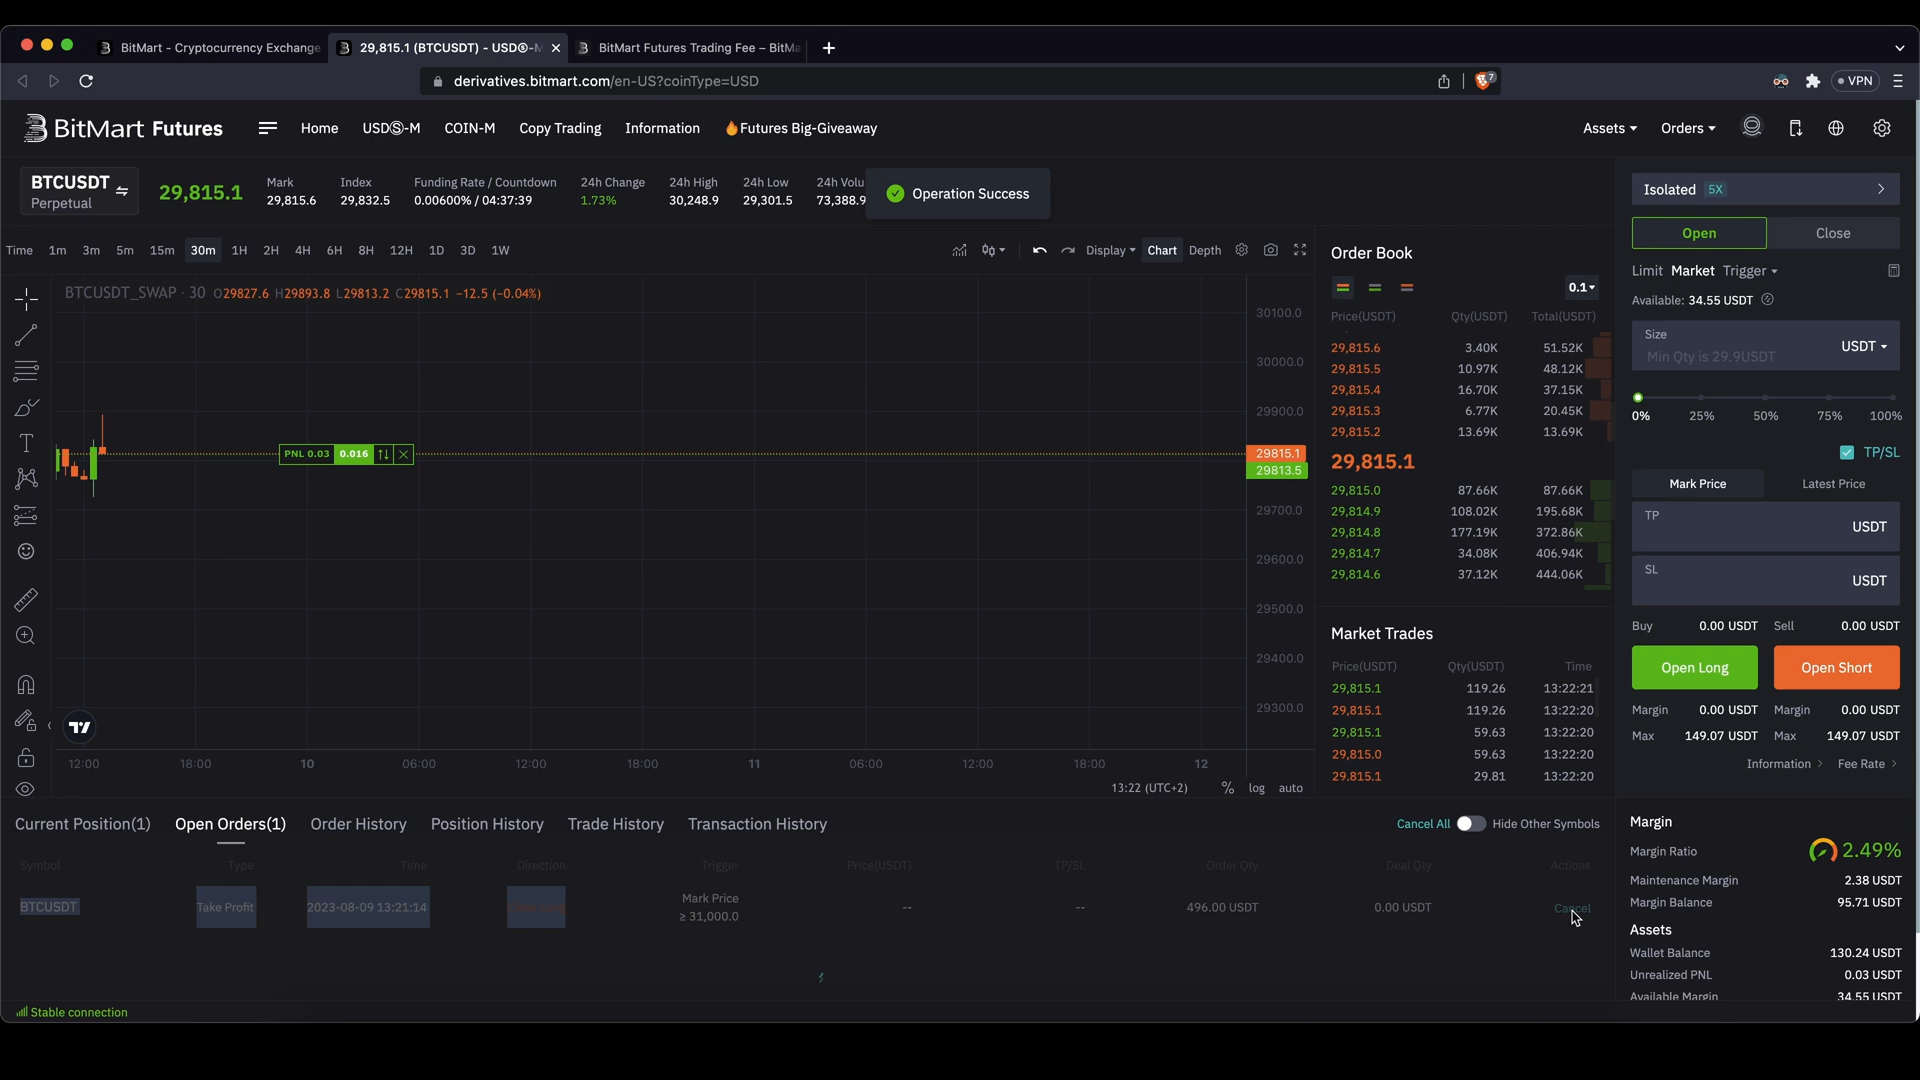 BitMart - Cryptocurrency Exchange
29,815.1 (BTCUSDT) - USDⓈ-M
BitMart Futures Trading Fee – BitMa
derivatives.bitmart.com/en-US?coinType=USD
7
VPN
BitMart Futures
Home
USDⓈ-M
COIN-M
Copy Trading
Information
Futures Big-Giveaway
Assets
Orders
BTCUSDT
Perpetual
29,815.1
Mark
29,815.6
Index
29,832.5
Funding Rate / Countdown
0.00600% / 04:37:39
24h Change
1.73%
24h High
30,248.9
24h Low
29,301.5
24h Volu
73,388.9
Operation Success
Isolated 5X
Open
Close
Limit Market Trigger
Available: 34.55 USDT
Size
Min Qty is 29.9USDT
USDT
0% 25% 50% 75% 100%
TP/SL
Mark Price
Latest Price
TP
USDT
SL
USDT
Buy 0.00 USDT Sell 0.00 USDT
Open Long
Open Short
Margin 0.00 USDT Margin 0.00 USDT
Max 149.07 USDT Max 149.07 USDT
Information Fee Rate
Time 1m 3m 5m 15m 30m 1H 2H 4H 6H 8H 12H 1D 3D 1W
Display Chart Depth
BTCUSDT_SWAP · 30 O29827.6 H29893.8 L29813.2 C29815.1 −12.5 (−0.04%)
PNL 0.03 0.016
30100.0
30000.0
29900.0
29815.1
29813.5
29700.0
29600.0
29500.0
29400.0
29300.0
12:00 18:00 10 06:00 12:00 18:00 11 06:00 12:00 18:00 12
13:22 (UTC+2) % log auto
Order Book
0.1
Price(USDT) Qty(USDT) Total(USDT)
29,815.6 3.40K 51.52K
29,815.5 10.97K 48.12K
29,815.4 16.70K 37.15K
29,815.3 6.77K 20.45K
29,815.2 13.69K 13.69K
29,815.1
29,815.0 87.66K 87.66K
29,814.9 108.02K 195.68K
29,814.8 177.19K 372.86K
29,814.7 34.08K 406.94K
29,814.6 37.12K 444.06K
Market Trades
Price(USDT) Qty(USDT) Time
29,815.1 119.26 13:22:21
29,815.1 119.26 13:22:20
29,815.1 59.63 13:22:20
29,815.0 59.63 13:22:20
29,815.1 29.81 13:22:20
Current Position(1) Open Orders(1) Order History Position History Trade History Transaction History
Cancel All Hide Other Symbols
Symbol Type Time Direction Trigger Price(USDT) TP/SL Order Qty Deal Qty Actions
BTCUSDT Take Profit 2023-08-09 13:21:14
Mark Price
≥ 31,000.0
-- -- 496.00 USDT 0.00 USDT Cancel
Margin
Margin Ratio 2.49%
Maintenance Margin 2.38 USDT
Margin Balance 95.71 USDT
Assets
Wallet Balance 130.24 USDT
Unrealized PNL 0.03 USDT
Available Margin 34.55 USDT
Stable connection